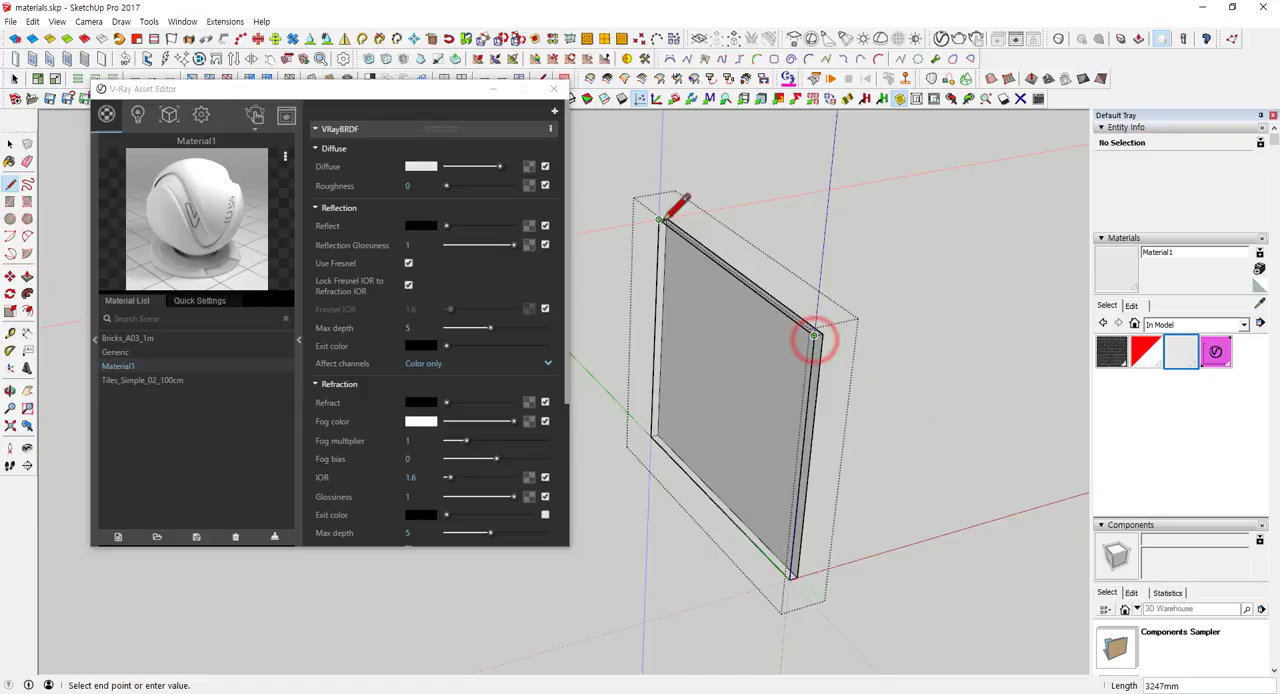 materials.skp - SketchUp Pro 2017
File Edit View Camera Draw Tools Window Extensions Help
V-Ray Asset Editor
Material1
Material List Quick Settings
Search Scene
Bricks_A03_1m
Generic
Material1
Tiles_Simple_02_100cm
VRayBRDF
Diffuse
Diffuse
Roughness 0
Reflection
Reflect
Reflection Glossiness 1
Use Fresnel
Lock Fresnel IOR to
Refraction IOR
Fresnel IOR 1.6
Max depth 5
Exit color
Affect channels Color only
Refraction
Refract
Fog color
Fog multiplier 1
Fog bias 0
IOR 1.6
Glossiness 1
Exit color
Max depth 5
Default Tray
Entity Info
No Selection
Materials
Material1
Select Edit
In Model
Components
Select Edit Statistics
3D Warehouse
Components Sampler
Select end point or enter value.
Length 3247mm